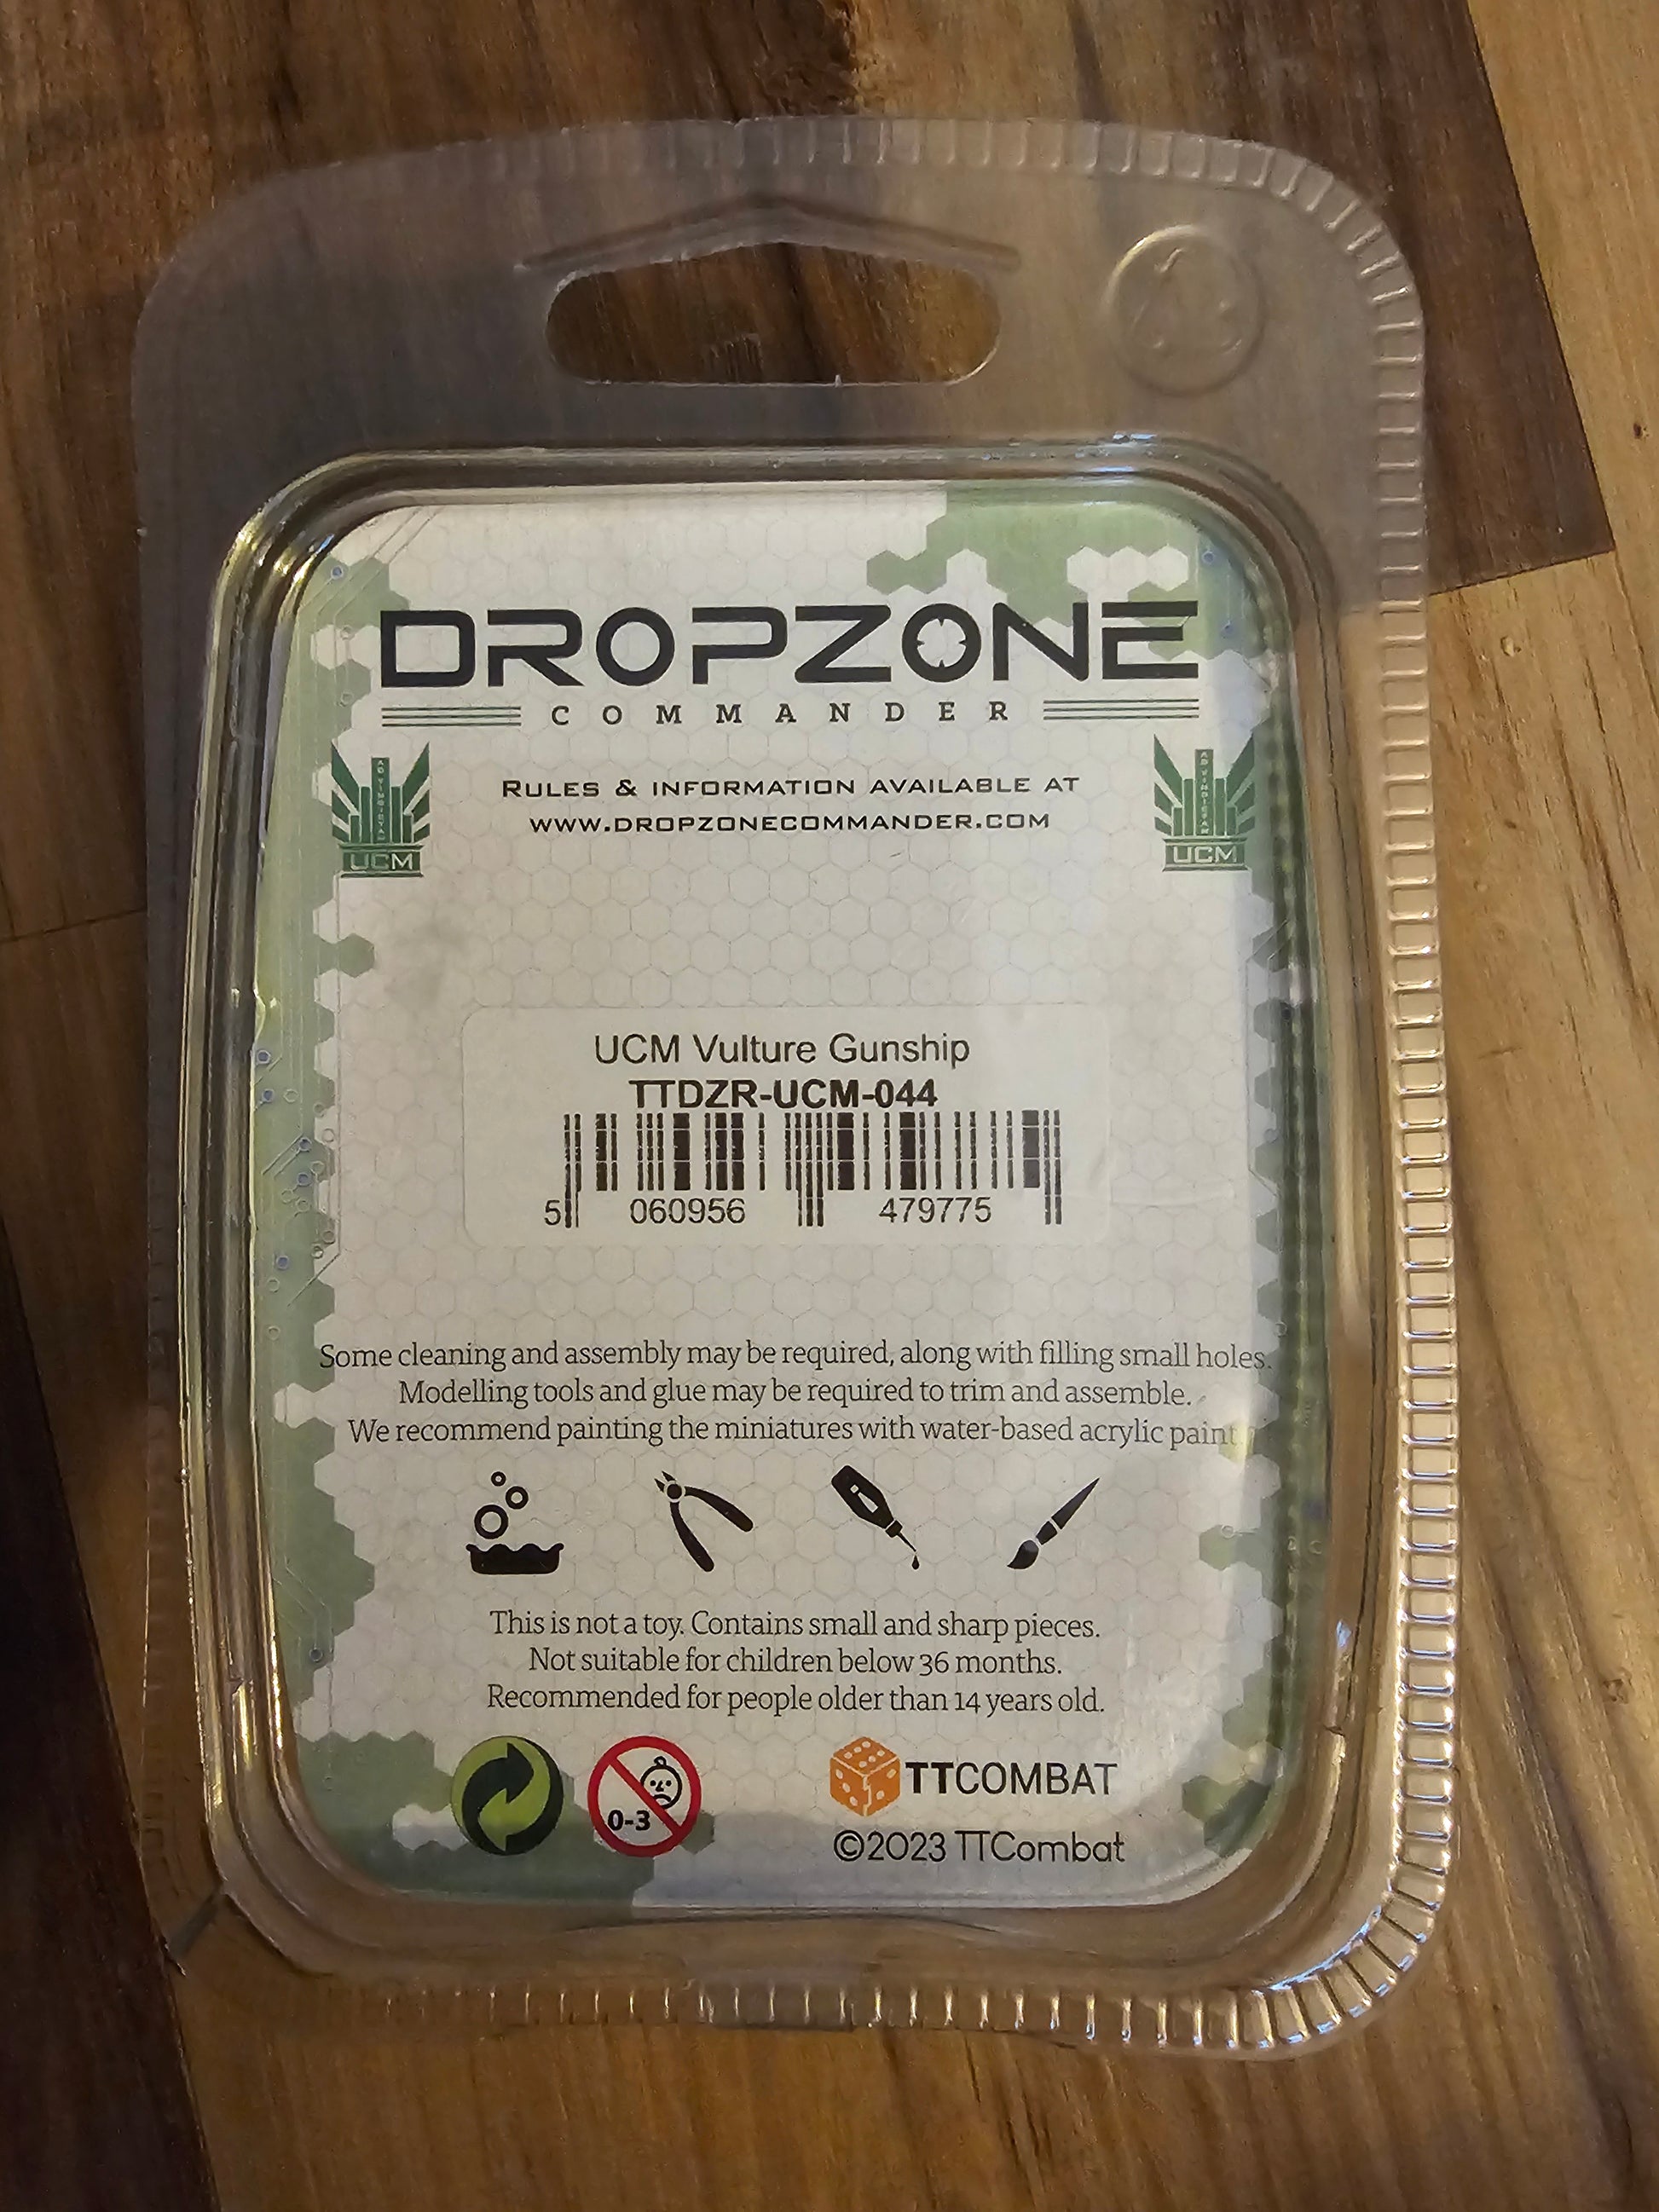 DROPZONE
COMMANDER
AD VINDICTAM
UCM
AD VINDICTAM
UCM
RULES & INFORMATION AVAILABLE AT
WWW.DROPZONECOMMANDER.COM
UCM Vulture Gunship
TTDZR-UCM-044
5 060956 479775
Some cleaning and assembly may be required, along with filling small holes.
Modelling tools and glue may be required to trim and assemble.
We recommend painting the miniatures with water-based acrylic paint
This is not a toy. Contains small and sharp pieces.
Not suitable for children below 36 months.
Recommended for people older than 14 years old.
0-3
TTCOMBAT
©2023 TTCombat